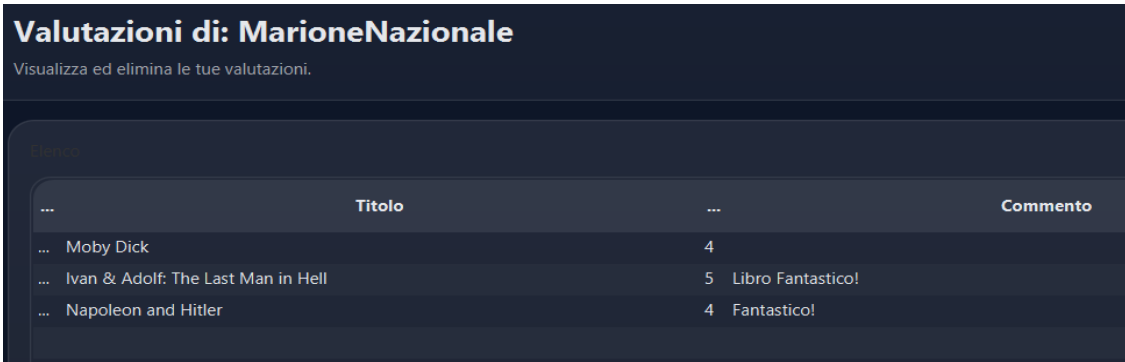 Valutazioni di: MarioneNazionale
Visualizza ed elimina le tue valutazioni.
Elenco
... Titolo ... Commento
... Moby Dick 4
... Ivan & Adolf: The Last Man in Hell 5 Libro Fantastico!
... Napoleon and Hitler 4 Fantastico!